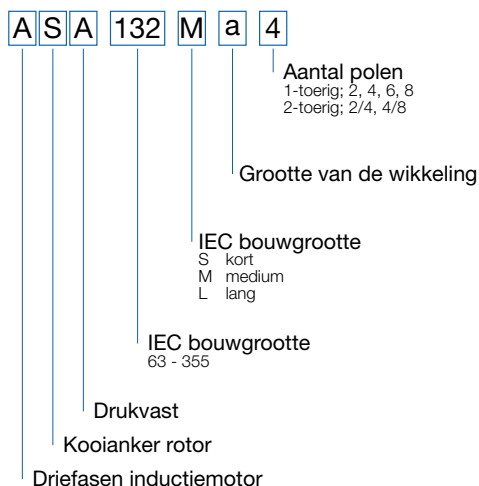 A S A 132 M a 4
Aantal polen
1-toerig; 2, 4, 6, 8
2-toerig; 2/4, 4/8
Grootte van de wikkeling
IEC bouwgrootte
S kort
M medium
L lang
IEC bouwgrootte
63 - 355
Drukvast
Kooianker rotor
Driefasen inductiemotor